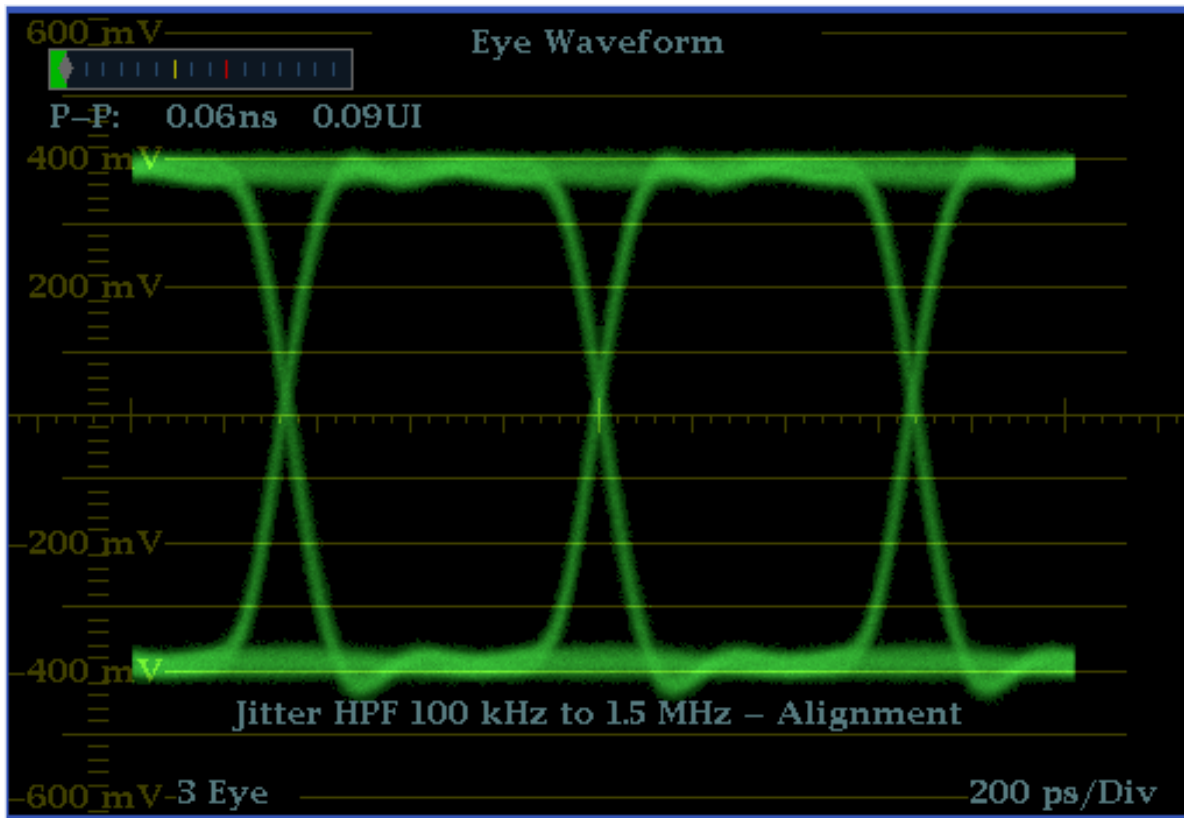 600 mV
Eye Waveform
P–P: 0.06ns 0.09UI
400 mV
200 mV
–200 mV
–400 mV
Jitter HPF 100 kHz to 1.5 MHz – Alignment
–600 mV
3 Eye
200 ps/Div